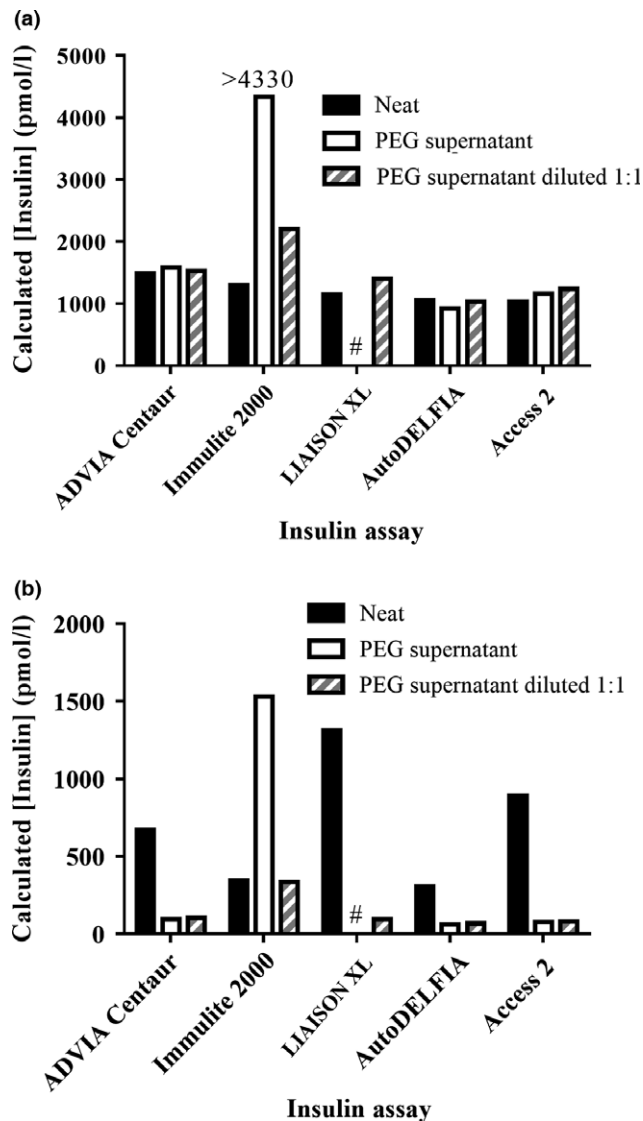 (a)
Calculated [Insulin] (pmol/l)
5000
4000
3000
2000
1000
0
>4330
Neat
PEG supernatant
PEG supernatant diluted 1:1
#
ADVIA Centaur
Immulite 2000
LIAISON XL
AutoDELFIA
Access 2
Insulin assay
(b)
Calculated [Insulin] (pmol/l)
2000
1500
1000
500
0
Neat
PEG supernatant
PEG supernatant diluted 1:1
#
ADVIA Centaur
Immulite 2000
LIAISON XL
AutoDELFIA
Access 2
Insulin assay